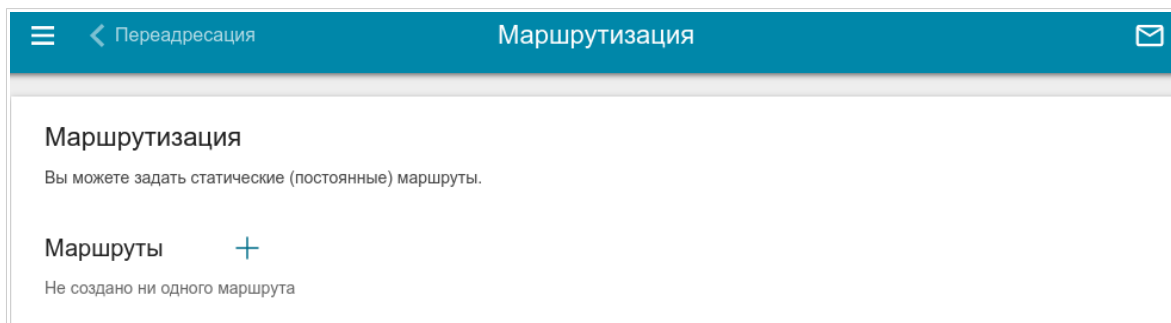 Переадресация
Маршрутизация
Маршрутизация
Вы можете задать статические (постоянные) маршруты.
Маршруты
Не создано ни одного маршрута